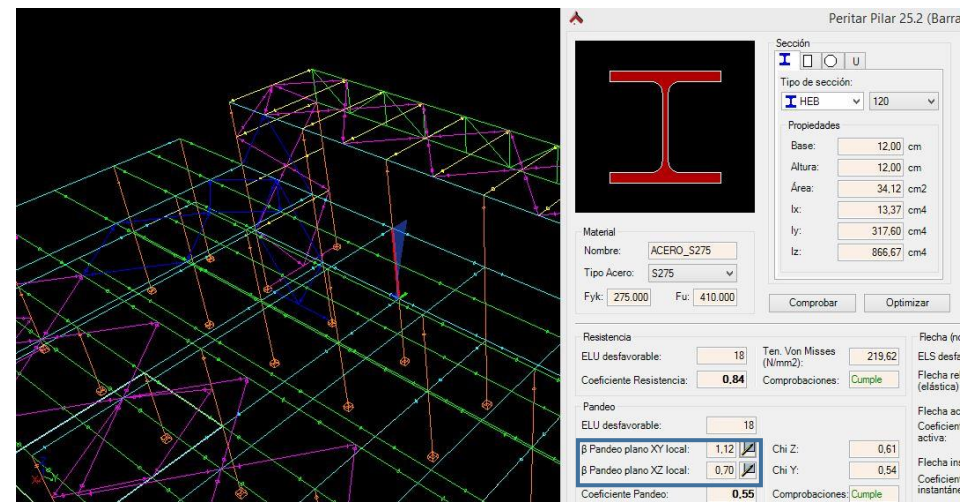 Peritar Pilar 25.2 (Barra
Sección
U
Tipo de sección:
HEB 120
Propiedades
Base: 12,00 cm
Altura: 12,00 cm
Área: 34,12 cm2
Ix: 13,37 cm4
Iy: 317,60 cm4
Iz: 866,67 cm4
Material
Nombre: ACERO_S275
Tipo Acero: S275
Fyk: 275.000 Fu: 410.000
Comprobar Optimizar
Resistencia
ELU desfavorable: 18 Ten. Von Misses (N/mm2): 219,62
Coeficiente Resistencia: 0,84 Comprobaciones: Cumple
Pandeo
ELU desfavorable: 18
β Pandeo plano XY local: 1,12 Chi Z: 0,61
β Pandeo plano XZ local: 0,70 Chi Y: 0,54
Coeficiente Pandeo: 0,55 Comprobaciones: Cumple
Flecha (no
ELS desfa
Flecha rel
(elástica)
Flecha ac
Coeficient
activa:
Flecha ins
Coeficient
instantáne